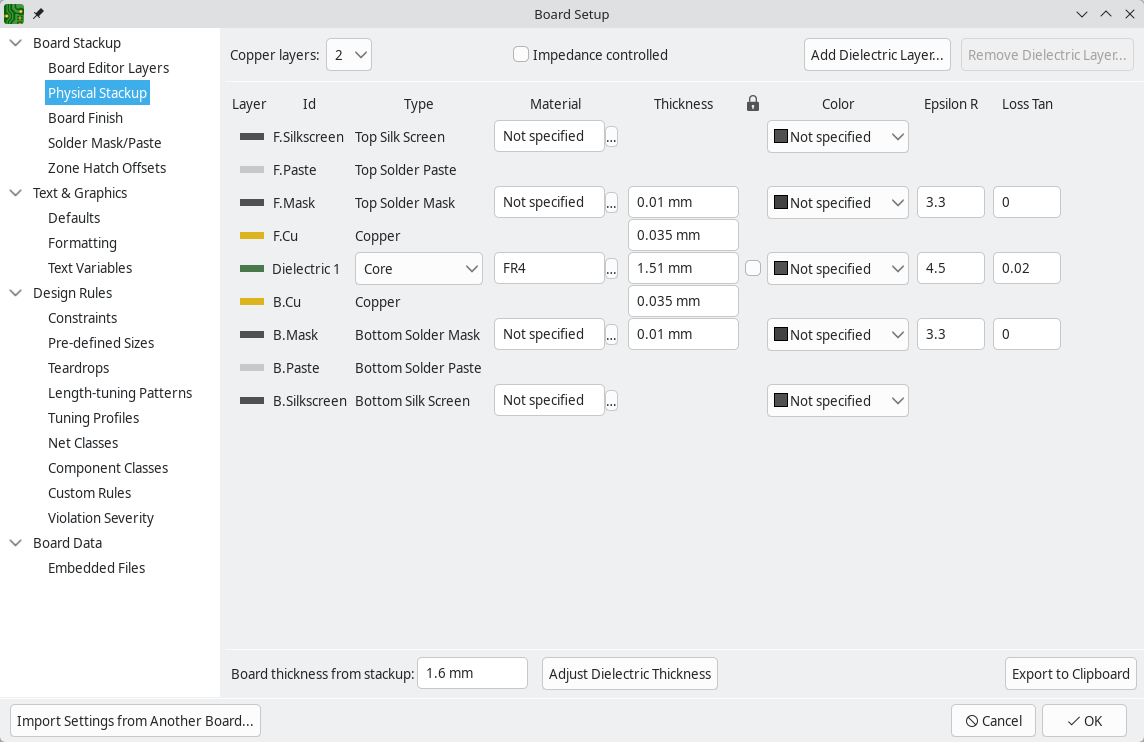 Board Setup
Board Stackup
Board Editor Layers
Physical Stackup
Board Finish
Solder Mask/Paste
Zone Hatch Offsets
Text & Graphics
Defaults
Formatting
Text Variables
Design Rules
Constraints
Pre-defined Sizes
Teardrops
Length-tuning Patterns
Tuning Profiles
Net Classes
Component Classes
Custom Rules
Violation Severity
Board Data
Embedded Files
Copper layers: 2 Impedance controlled Add Dielectric Layer... Remove Dielectric Layer...
Layer Id Type Material Thickness Color Epsilon R Loss Tan
F.Silkscreen Top Silk Screen Not specified ... Not specified
F.Paste Top Solder Paste
F.Mask Top Solder Mask Not specified ... 0.01 mm Not specified 3.3 0
F.Cu Copper 0.035 mm
Dielectric 1 Core FR4 ... 1.51 mm Not specified 4.5 0.02
B.Cu Copper 0.035 mm
B.Mask Bottom Solder Mask Not specified ... 0.01 mm Not specified 3.3 0
B.Paste Bottom Solder Paste
B.Silkscreen Bottom Silk Screen Not specified ... Not specified
Board thickness from stackup: 1.6 mm Adjust Dielectric Thickness Export to Clipboard
Import Settings from Another Board... Cancel OK